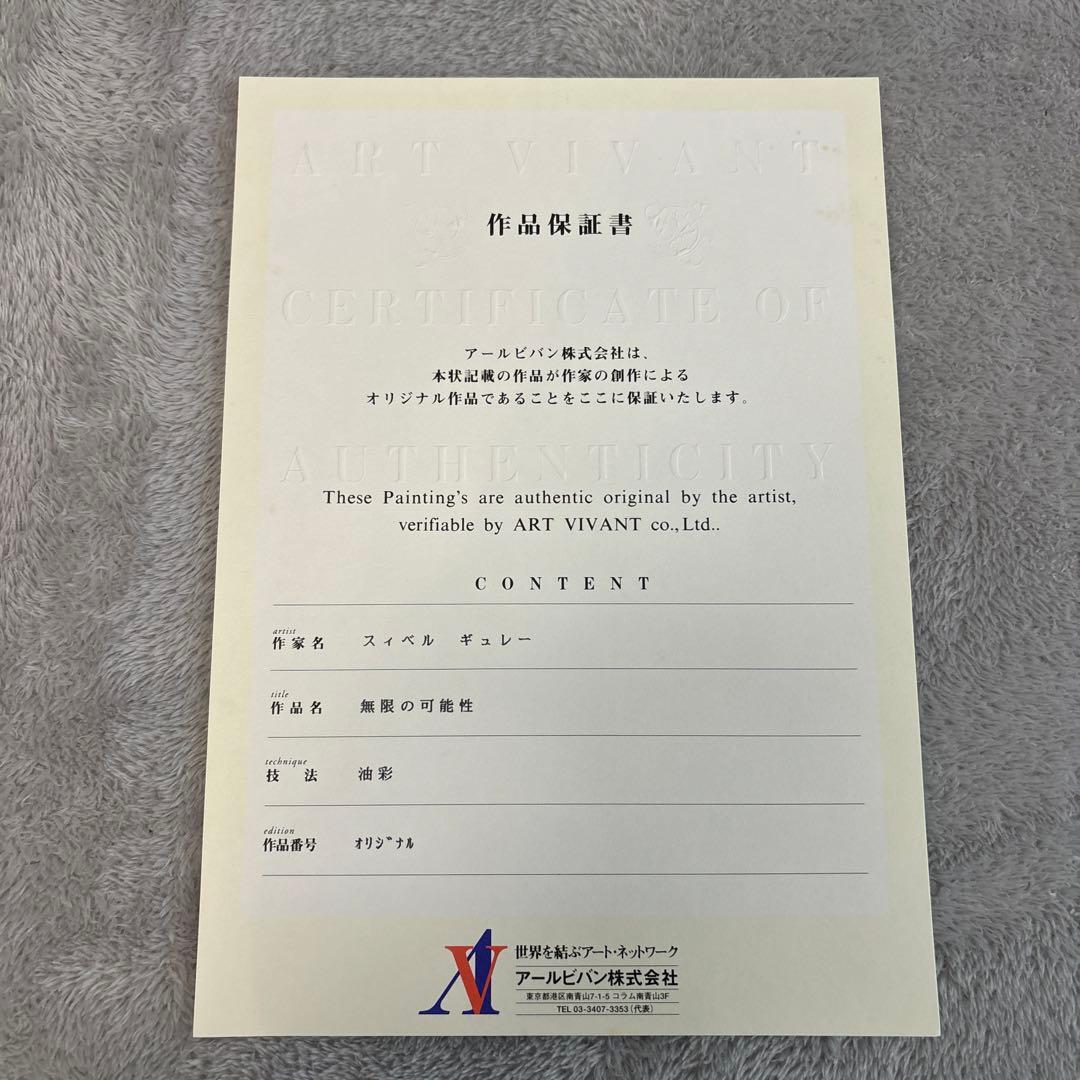 ART VIVANT
作品保証書
CERTIFICATE OF
アールビバン株式会社は、
本状記載の作品が作家の創作による
オリジナル作品であることをここに保証いたします。
AUTHENTICITY
These Painting's are authentic original by the artist,
verifiable by ART VIVANT co.,Ltd..
CONTENT
artist
作家名 スィベル ギュレー
title
作品名 無限の可能性
technique
技 法 油彩
edition
作品番号 ｵﾘｼﾞﾅﾙ
AV
世界を結ぶアート・ネットワーク
アールビバン株式会社
東京都港区南青山7-1-5 コラム南青山3F
TEL 03-3407-3353(代表)